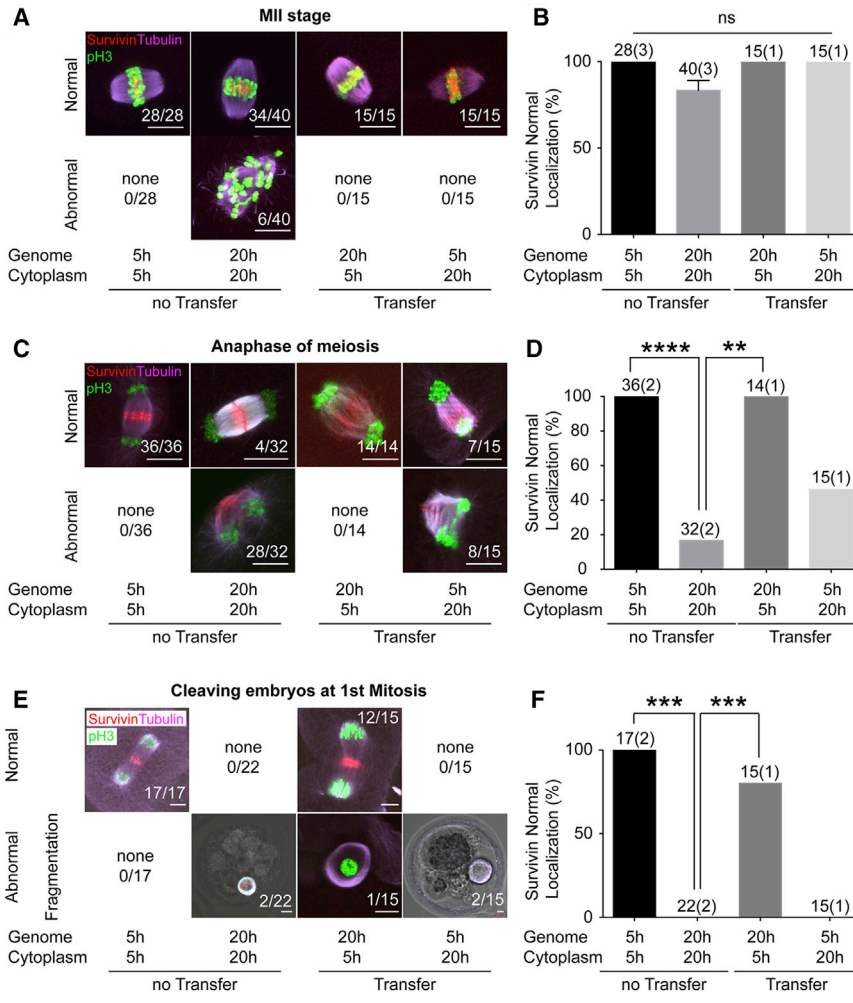 A
MII stage
SurvivinTubulin
pH3
Normal
28/28
34/40
15/15
15/15
Abnormal
none
0/28
6/40
none
0/15
none
0/15
Genome 5h 20h 20h 5h
Cytoplasm 5h 20h 5h 20h
no Transfer Transfer
B
ns
Survivin Normal
Localization (%)
100
50
0
28(3)
40(3)
15(1)
15(1)
Genome 5h 20h 20h 5h
Cytoplasm 5h 20h 5h 20h
no Transfer Transfer
C
Anaphase of meiosis
SurvivinTubulin
pH3
Normal
36/36
4/32
14/14
7/15
Abnormal
none
0/36
28/32
none
0/14
8/15
Genome 5h 20h 20h 5h
Cytoplasm 5h 20h 5h 20h
no Transfer Transfer
D
**** **
Survivin Normal
Localization (%)
100
80
60
40
20
0
36(2)
32(2)
14(1)
15(1)
Genome 5h 20h 20h 5h
Cytoplasm 5h 20h 5h 20h
no Transfer Transfer
E
Cleaving embryos at 1st Mitosis
SurvivinTubulin
pH3
Normal
17/17
none
0/22
12/15
none
0/15
Abnormal
Fragmentation
none
0/17
2/22
1/15
2/15
Genome 5h 20h 20h 5h
Cytoplasm 5h 20h 5h 20h
no Transfer Transfer
F
*** ***
Survivin Normal
Localization (%)
100
50
0
17(2)
22(2)
15(1)
15(1)
Genome 5h 20h 20h 5h
Cytoplasm 5h 20h 5h 20h
no Transfer Transfer